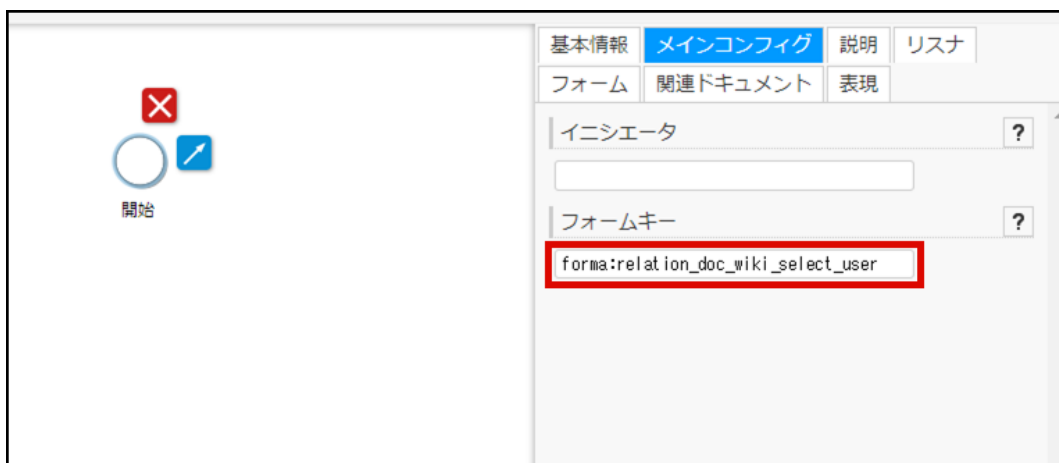 基本情報 メインコンフィグ 説明 リスナ
フォーム 関連ドキュメント 表現
イニシエータ ?
フォームキー ?
forma:relation_doc_wiki_select_user
開始